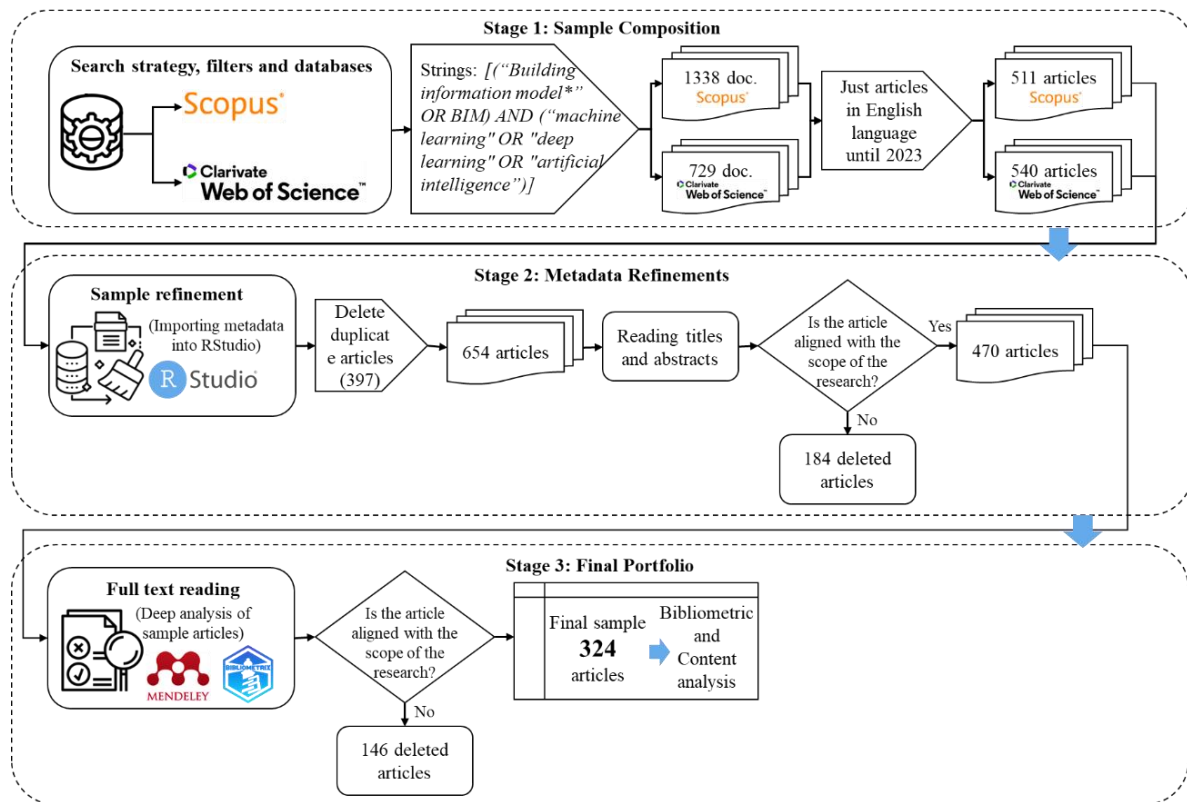 Stage 1: Sample Composition
Search strategy, filters and databases
Scopus®
Clarivate
Web of Science™
Strings: [(“Building
information model*”
OR BIM) AND (“machine
learning" OR "deep
learning" OR "artificial
intelligence”)]
1338 doc.
Scopus®
729 doc.
Clarivate
Web of Science™
Just articles
in English
language
until 2023
511 articles
Scopus®
540 articles
Clarivate
Web of Science™
Stage 2: Metadata Refinements
Sample refinement
(Importing metadata
into RStudio)
R Studio®
Delete
duplicat
e articles
(397)
654 articles
Reading titles
and abstracts
Is the article
aligned with the
scope of the
research?
Yes
470 articles
No
184 deleted
articles
Stage 3: Final Portfolio
Full text reading
(Deep analysis of
sample articles)
MENDELEY
BIBLIOMETRIX
Is the article
aligned with the
scope of the
research?
No
146 deleted
articles
Final sample
324
articles
Bibliometric
and
Content
analysis